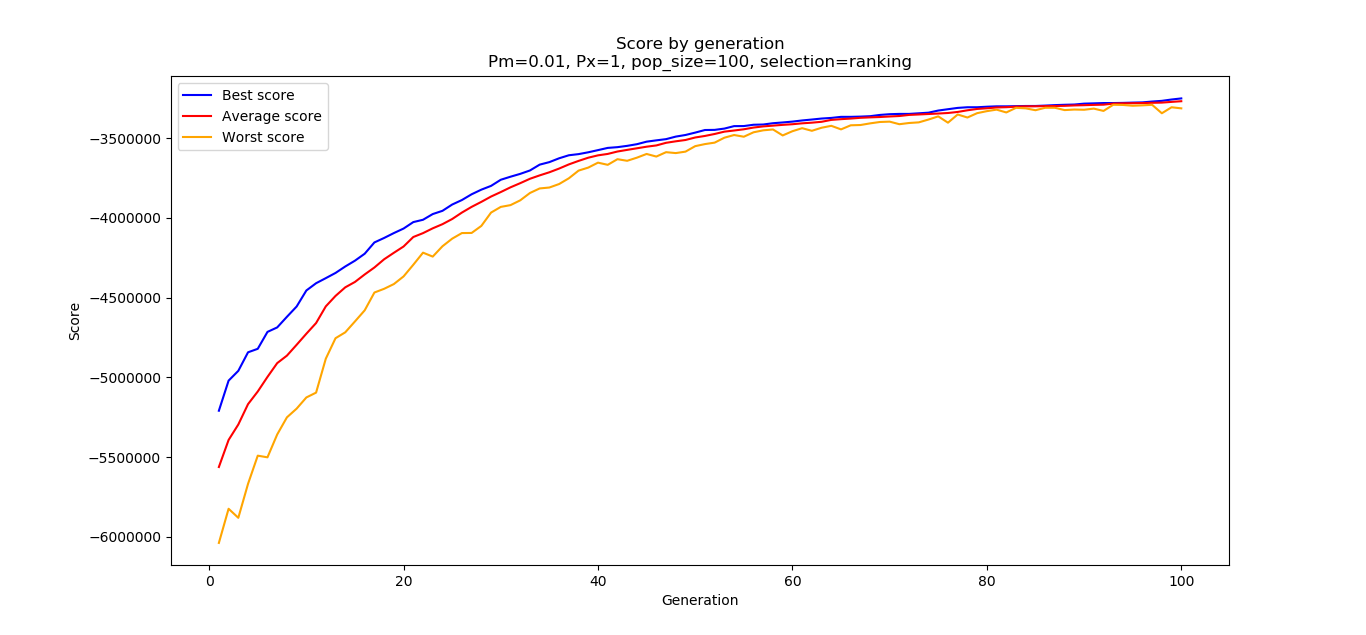 Score by generation
Pm=0.01, Px=1, pop_size=100, selection=ranking
Best score
Average score
Worst score
−3500000
−4000000
−4500000
−5000000
−5500000
−6000000
Score
0 20 40 60 80 100
Generation